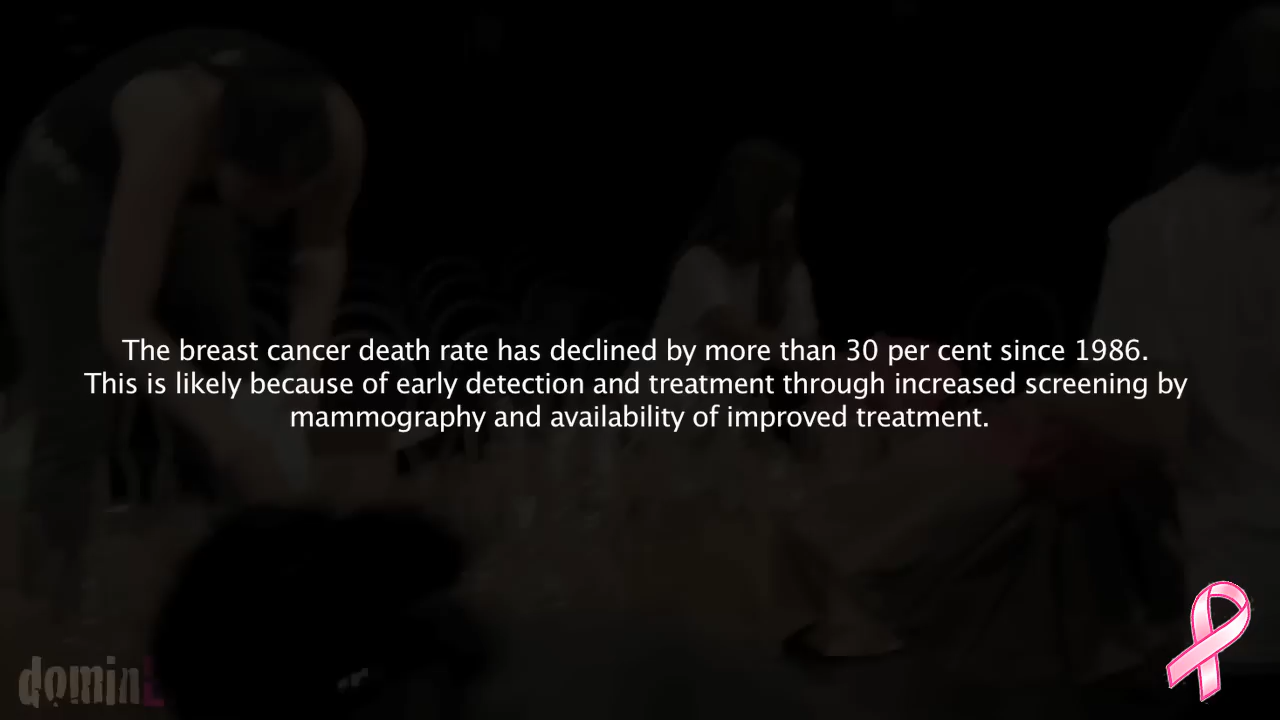 The breast cancer death rate has declined by more than 30 per cent since 1986.
This is likely because of early detection and treatment through increased screening by
mammography and availability of improved treatment.